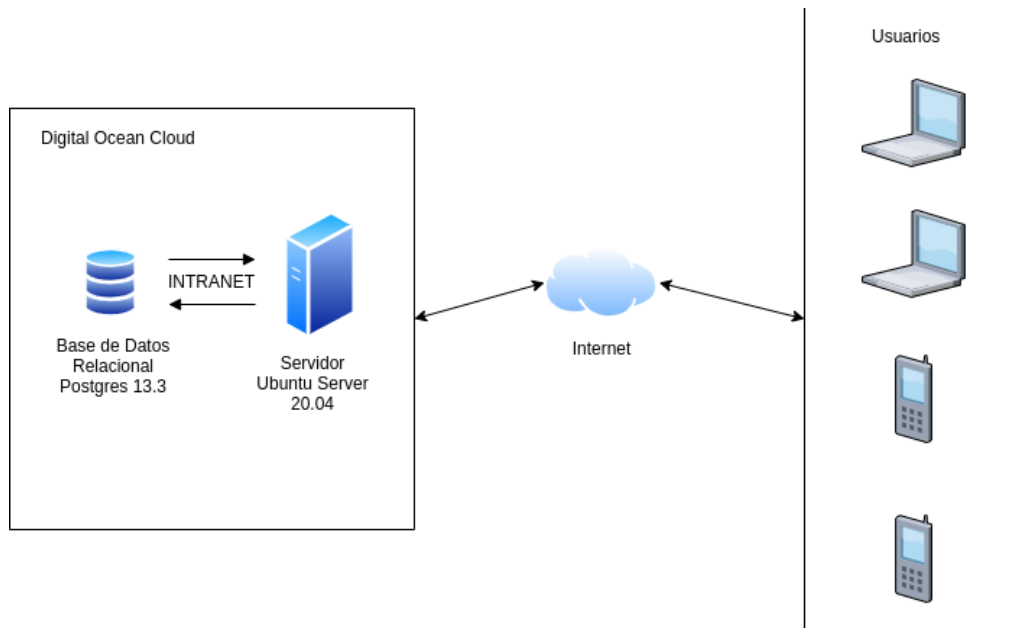 Usuarios
Digital Ocean Cloud
INTRANET
Base de Datos
Relacional
Postgres 13.3
Servidor
Ubuntu Server
20.04
Internet